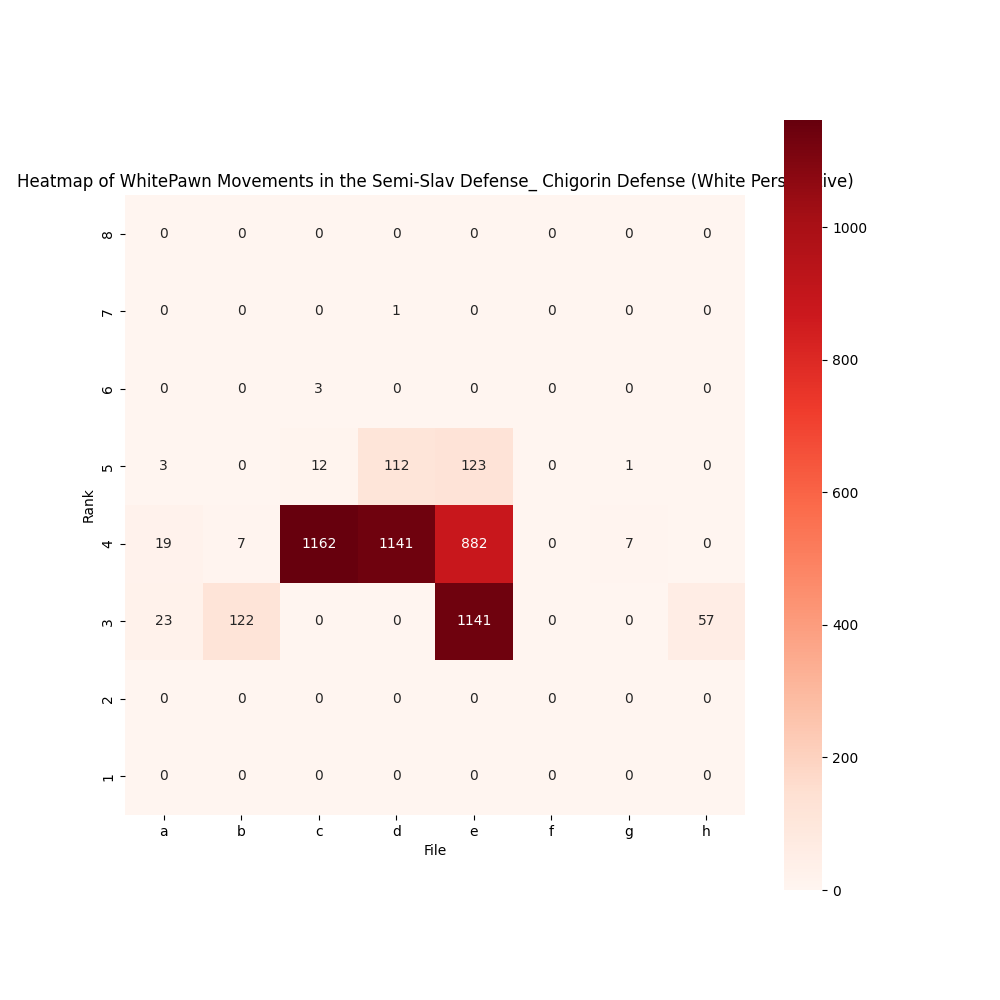 Heatmap of WhitePawn Movements in the Semi-Slav Defense_ Chigorin Defense (White Perspective)
8 0 0 0 0 0 0 0 0
7 0 0 0 1 0 0 0 0
6 0 0 3 0 0 0 0 0
5 3 0 12 112 123 0 1 0
4 19 7 1162 1141 882 0 7 0
3 23 122 0 0 1141 0 0 57
2 0 0 0 0 0 0 0 0
1 0 0 0 0 0 0 0 0
a b c d e f g h
File
Rank
1000
800
600
400
200
0